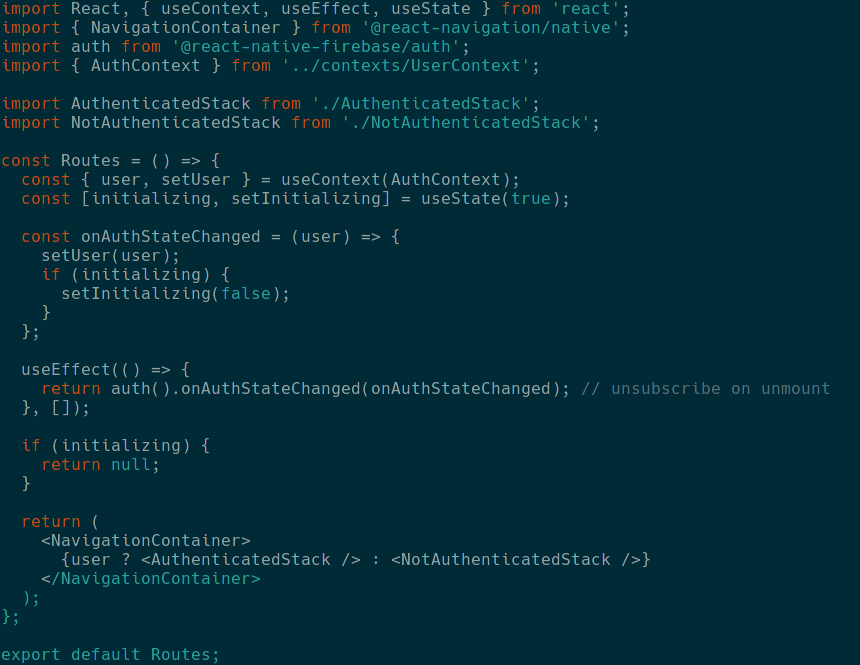 import React, { useContext, useEffect, useState } from 'react';
import { NavigationContainer } from '@react-navigation/native';
import auth from '@react-native-firebase/auth';
import { AuthContext } from '../contexts/UserContext';

import AuthenticatedStack from './AuthenticatedStack';
import NotAuthenticatedStack from './NotAuthenticatedStack';

const Routes = () => {
  const { user, setUser } = useContext(AuthContext);
  const [initializing, setInitializing] = useState(true);

  const onAuthStateChanged = (user) => {
    setUser(user);
    if (initializing) {
      setInitializing(false);
    }
  };

  useEffect(() => {
    return auth().onAuthStateChanged(onAuthStateChanged); // unsubscribe on unmount
  }, []);

  if (initializing) {
    return null;
  }

  return (
    <NavigationContainer>
      {user ? <AuthenticatedStack /> : <NotAuthenticatedStack />}
    </NavigationContainer>
  );
};

export default Routes;